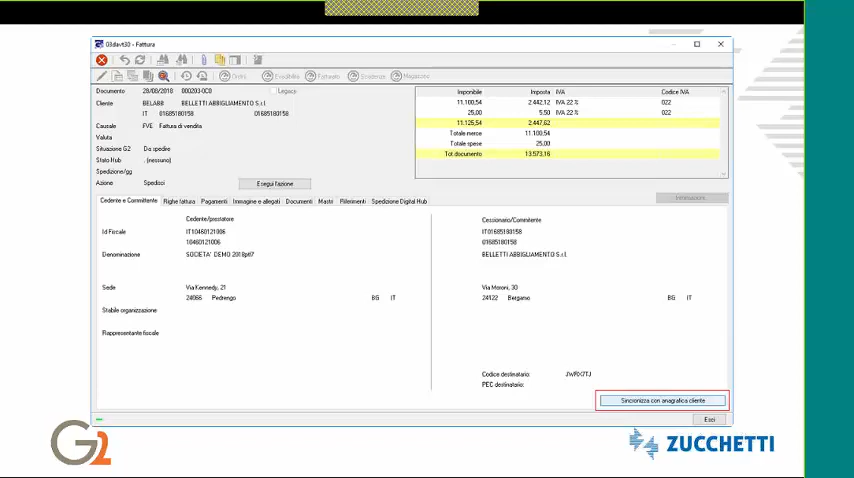 03davt30 - Fattura
Ordini Evadibilità Fatturato Esistenze Magazzino
Documento 28/08/2018 000203-0C0 Legacy
Cliente BELABB BELLETTI ABBIGLIAMENTO S.r.l.
IT 01685180158 01685180158
Causale FVE Fattura di vendita
Valuta
Situazione G2 Da spedire
Stato Hub . (nessuno)
Spedizione/gg
Azione Spedisci Esegui l'azione
Imponibile Imposta IVA Codice IVA
11.100,54 2.442,12 IVA 22 % 022
25,00 5,50 IVA 22 % 022
11.125,54 2.447,62
Totale merce 11.100,54
Totale spese 25,00
Tot documento 13.573,16
Cedente e Committente Righe fattura Pagamenti Immagine e allegati Documenti Mastri Riferimenti Spedizione Digital Hub
Cedente/prestatore Cessionario/Committente
Id Fiscale IT10460121006 IT01685180158
10460121006 01685180158
Denominazione SOCIETA' DEMO 2018ptf7 BELLETTI ABBIGLIAMENTO S.r.l.
Sede Via Kennedy, 21 Via Moroni, 30
24066 Pedrengo BG IT 24122 Bergamo BG IT
Stabile organizzazione
Rappresentante fiscale
Codice destinatario:
PEC destinatario:
Sincronizza con anagrafica cliente
Esci
G2
ZUCCHETTI